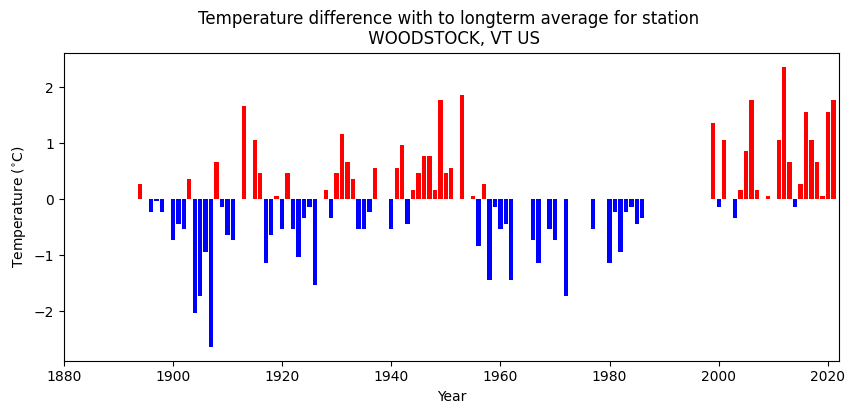 Temperature difference with to longterm average for station
WOODSTOCK, VT US
2
1
0
−1
−2
Temperature (°C)
1880 1900 1920 1940 1960 1980 2000 2020
Year